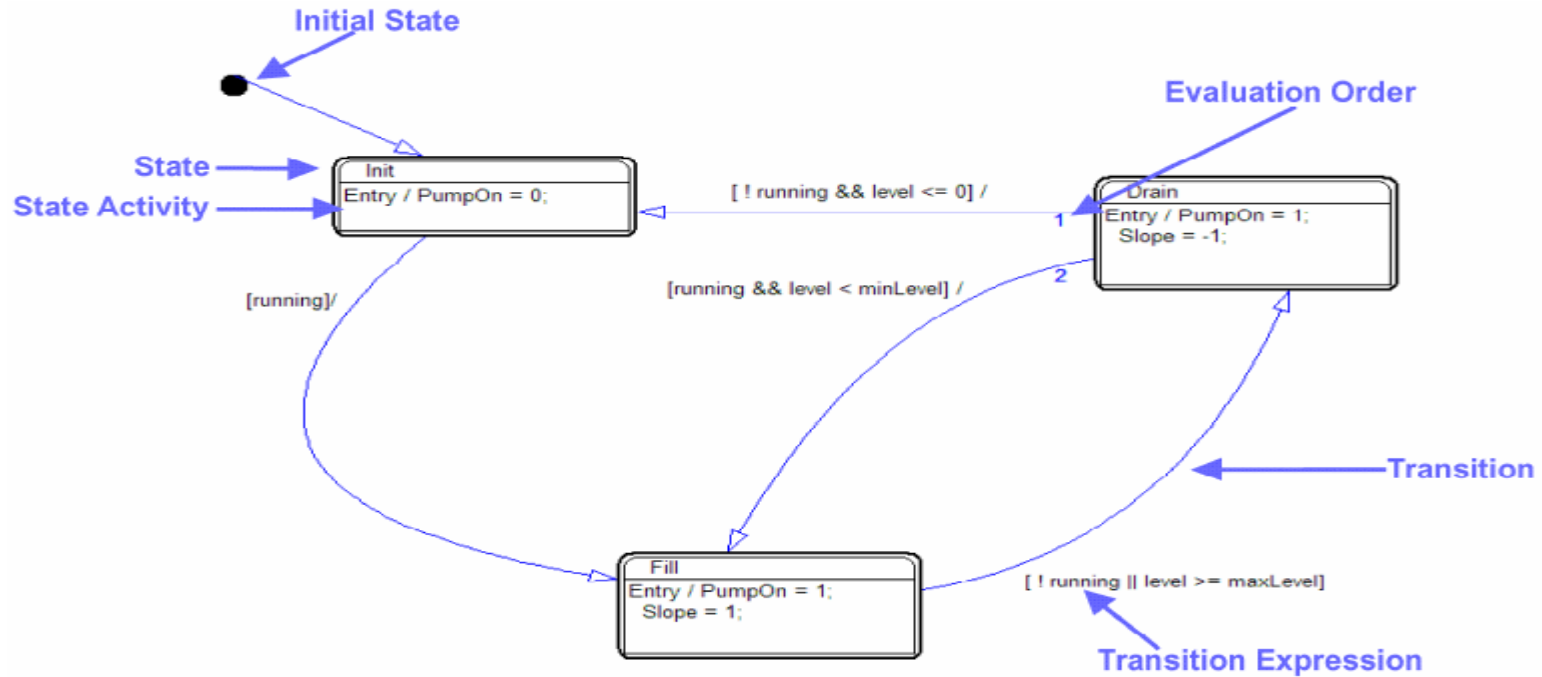 Initial State
Evaluation Order
State
Init
State Activity
Entry / PumpOn = 0;
[ ! running && level <= 0] /
Drain
1
Entry / PumpOn = 1;
Slope = -1;
2
[running]/
[running && level < minLevel] /
Transition
Fill
Entry / PumpOn = 1;
Slope = 1;
[ ! running || level >= maxLevel]
Transition Expression